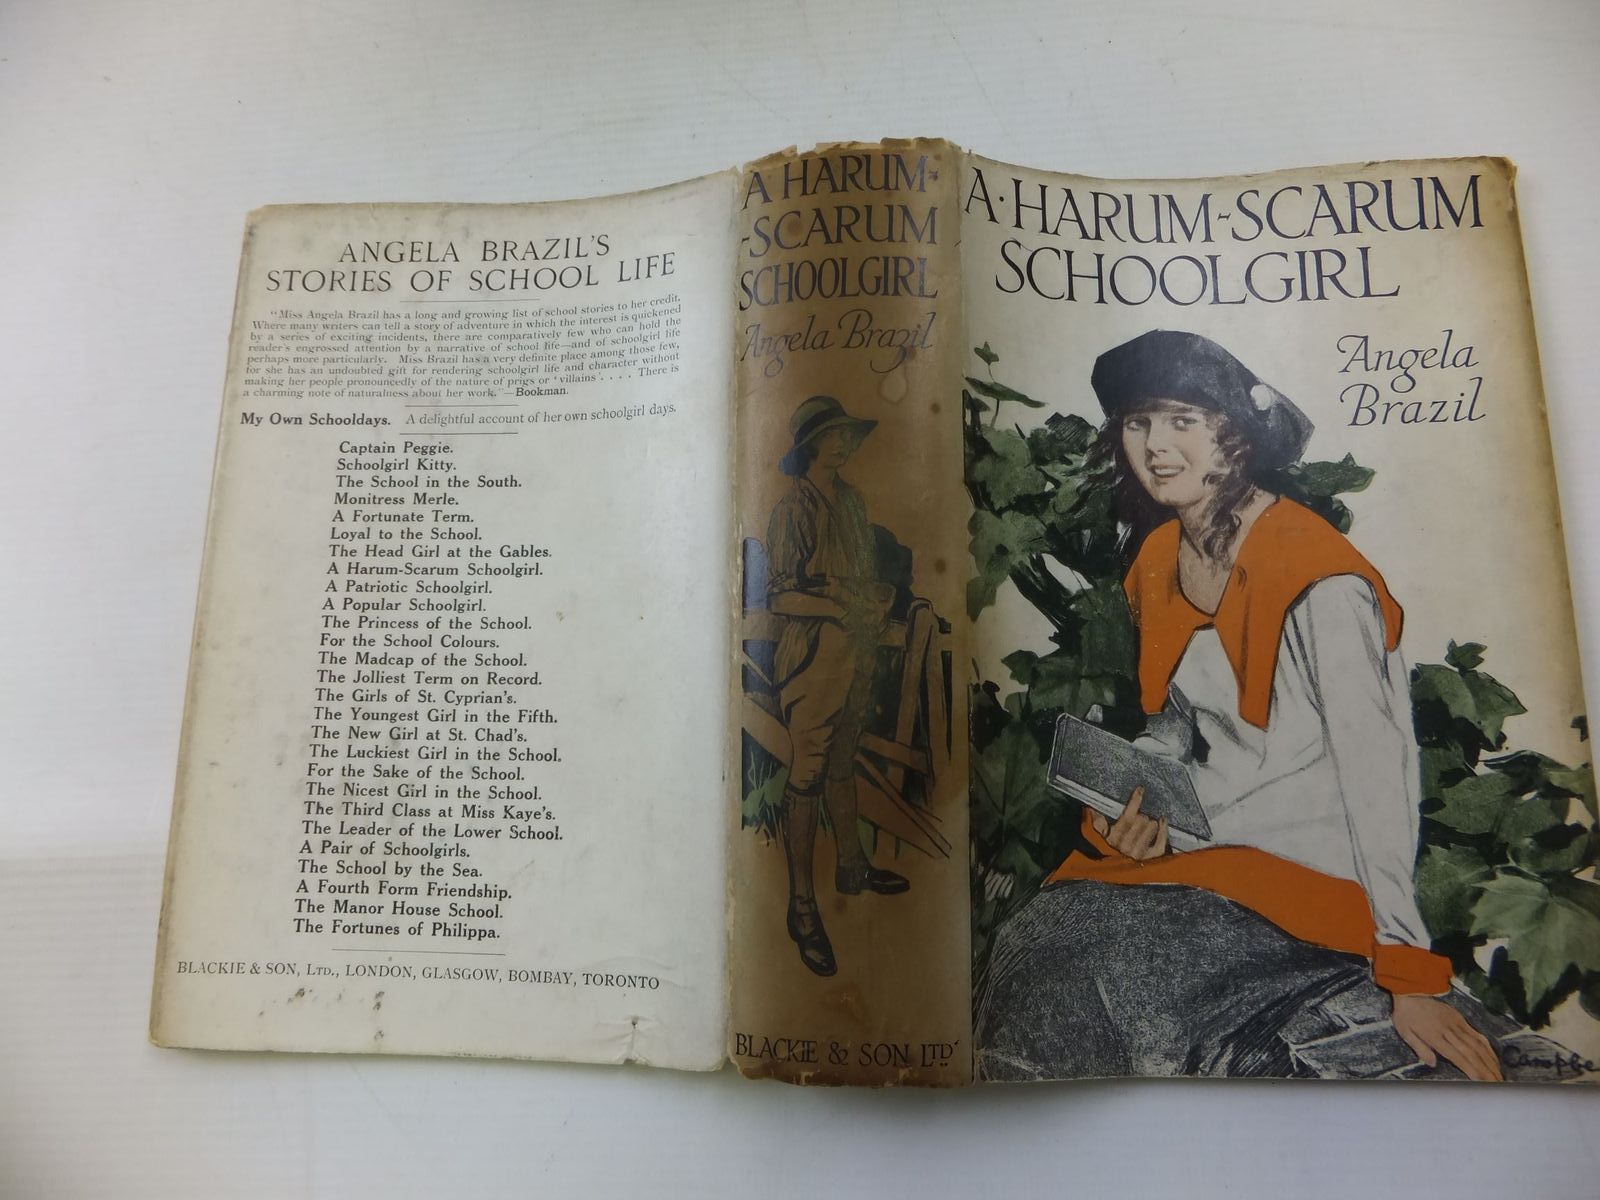 ANGELA BRAZIL'S
STORIES OF SCHOOL LIFE
"Miss Angela Brazil has a long and growing list of school stories to her credit.
Where many writers can tell a story of adventure in which the interest is quickened
by a series of exciting incidents, there are comparatively few who can hold the
reader's engrossed attention by a narrative of school life—and of schoolgirl life
perhaps more particularly. Miss Brazil has a very definite place among those few,
for she has an undoubted gift for rendering schoolgirl life and character without
making her people pronouncedly of the nature of prigs or 'villains'. . . . There is
a charming note of naturalness about her work."—Bookman.
My Own Schooldays. A delightful account of her own schoolgirl days.
Captain Peggie.
Schoolgirl Kitty.
The School in the South.
Monitress Merle.
A Fortunate Term.
Loyal to the School.
The Head Girl at the Gables.
A Harum-Scarum Schoolgirl.
A Patriotic Schoolgirl.
A Popular Schoolgirl.
The Princess of the School.
For the School Colours.
The Madcap of the School.
The Jolliest Term on Record.
The Girls of St. Cyprian's.
The Youngest Girl in the Fifth.
The New Girl at St. Chad's.
The Luckiest Girl in the School.
For the Sake of the School.
The Nicest Girl in the School.
The Third Class at Miss Kaye's.
The Leader of the Lower School.
A Pair of Schoolgirls.
The School by the Sea.
A Fourth Form Friendship.
The Manor House School.
The Fortunes of Philippa.
BLACKIE & SON, LTD., LONDON, GLASGOW, BOMBAY, TORONTO
A HARUM-
-SCARUM
SCHOOLGIRL
Angela Brazil
BLACKIE & SON LTD
A·HARUM-SCARUM
SCHOOLGIRL
Angela
Brazil
Campbe